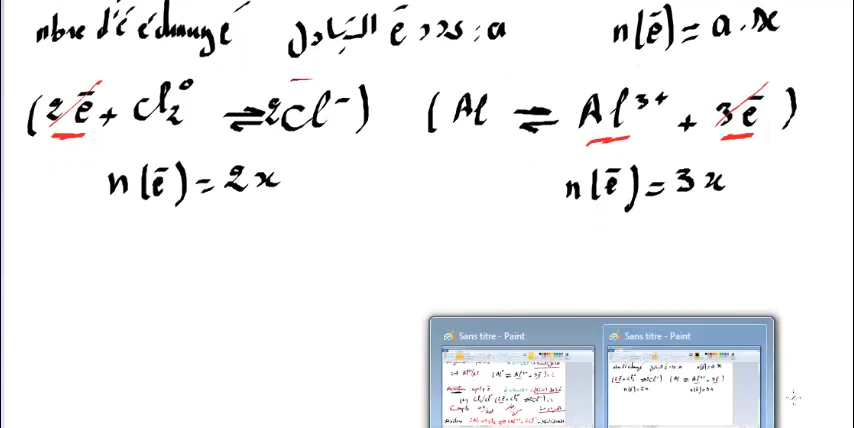 nbre d'é échangé عدد ē المتبادل : a n(ē) = a.x
(2ē + Cl₂⁰ ⇌ 2Cl⁻) (Al ⇌ Al³⁺ + 3ē)
n(ē) = 2x n(ē) = 3x
Sans titre - Paint Sans titre - Paint